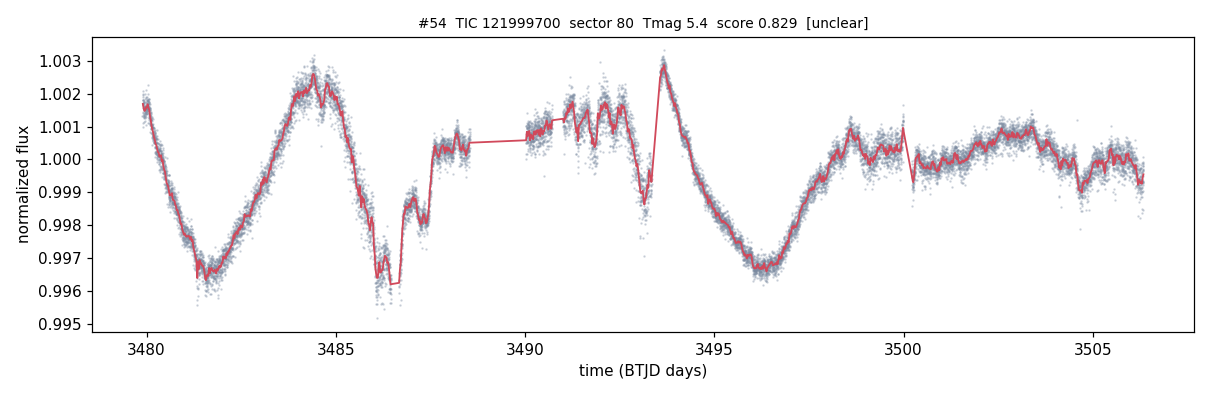 #54 TIC 121999700 sector 80 Tmag 5.4 score 0.829 [unclear]
normalized flux
1.003
1.002
1.001
1.000
0.999
0.998
0.997
0.996
0.995
3480 3485 3490 3495 3500 3505
time (BTJD days)